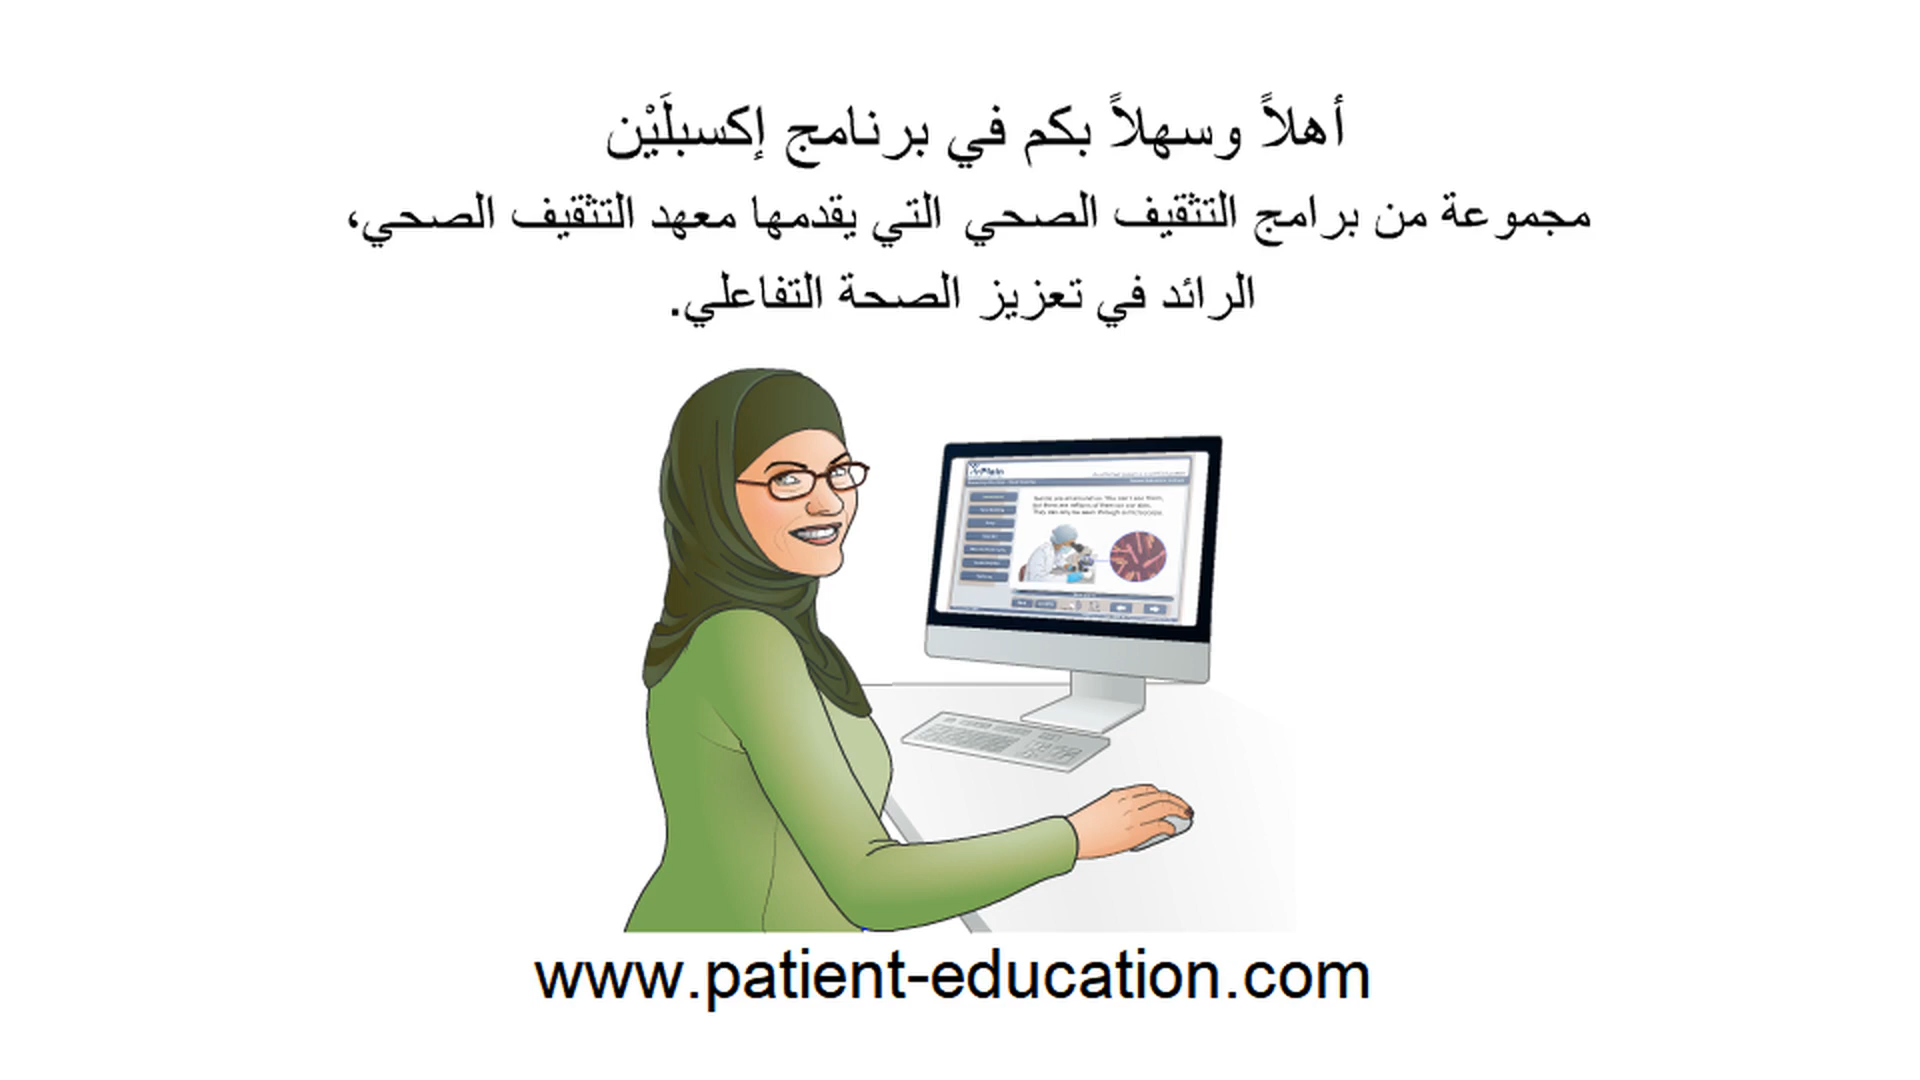 أهلاً وسهلاً بكم في برنامج إكسبلَيْن
مجموعة من برامج التثقيف الصحي التي يقدمها معهد التثقيف الصحي،
الرائد في تعزيز الصحة التفاعلي.
www.patient-education.com